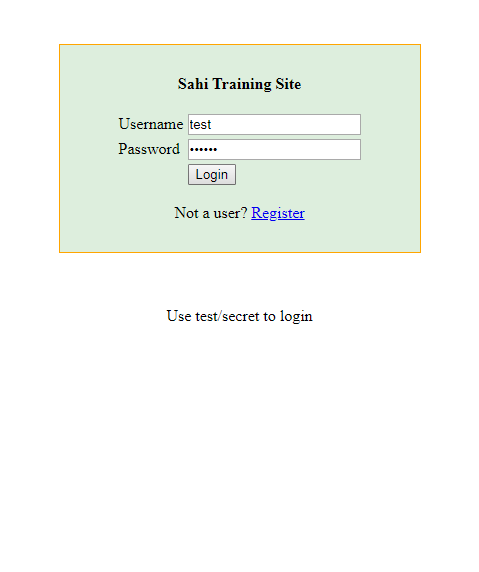 Sahi Training Site
Username test
Password ••••••
Login
Not a user? Register
Use test/secret to login